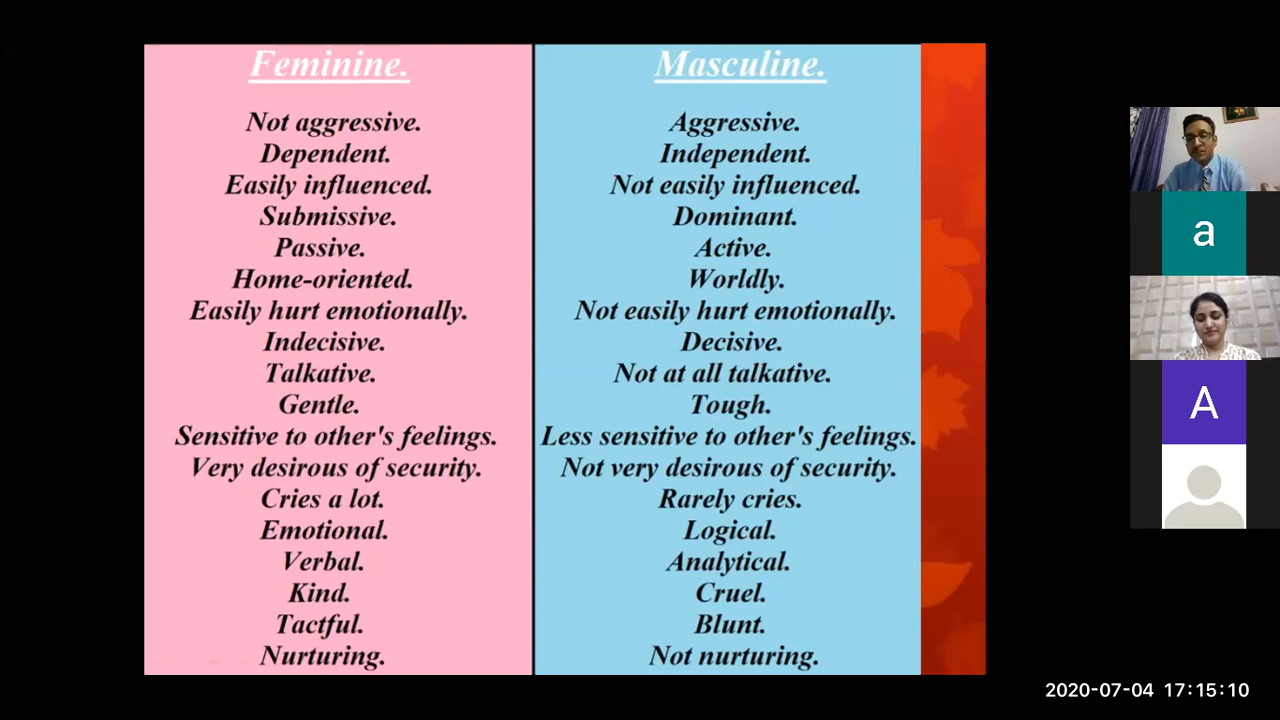 Feminine.
Not aggressive.
Dependent.
Easily influenced.
Submissive.
Passive.
Home-oriented.
Easily hurt emotionally.
Indecisive.
Talkative.
Gentle.
Sensitive to other's feelings.
Very desirous of security.
Cries a lot.
Emotional.
Verbal.
Kind.
Tactful.
Nurturing.
Masculine.
Aggressive.
Independent.
Not easily influenced.
Dominant.
Active.
Worldly.
Not easily hurt emotionally.
Decisive.
Not at all talkative.
Tough.
Less sensitive to other's feelings.
Not very desirous of security.
Rarely cries.
Logical.
Analytical.
Cruel.
Blunt.
Not nurturing.
a
A
2020-07-04 17:15:10